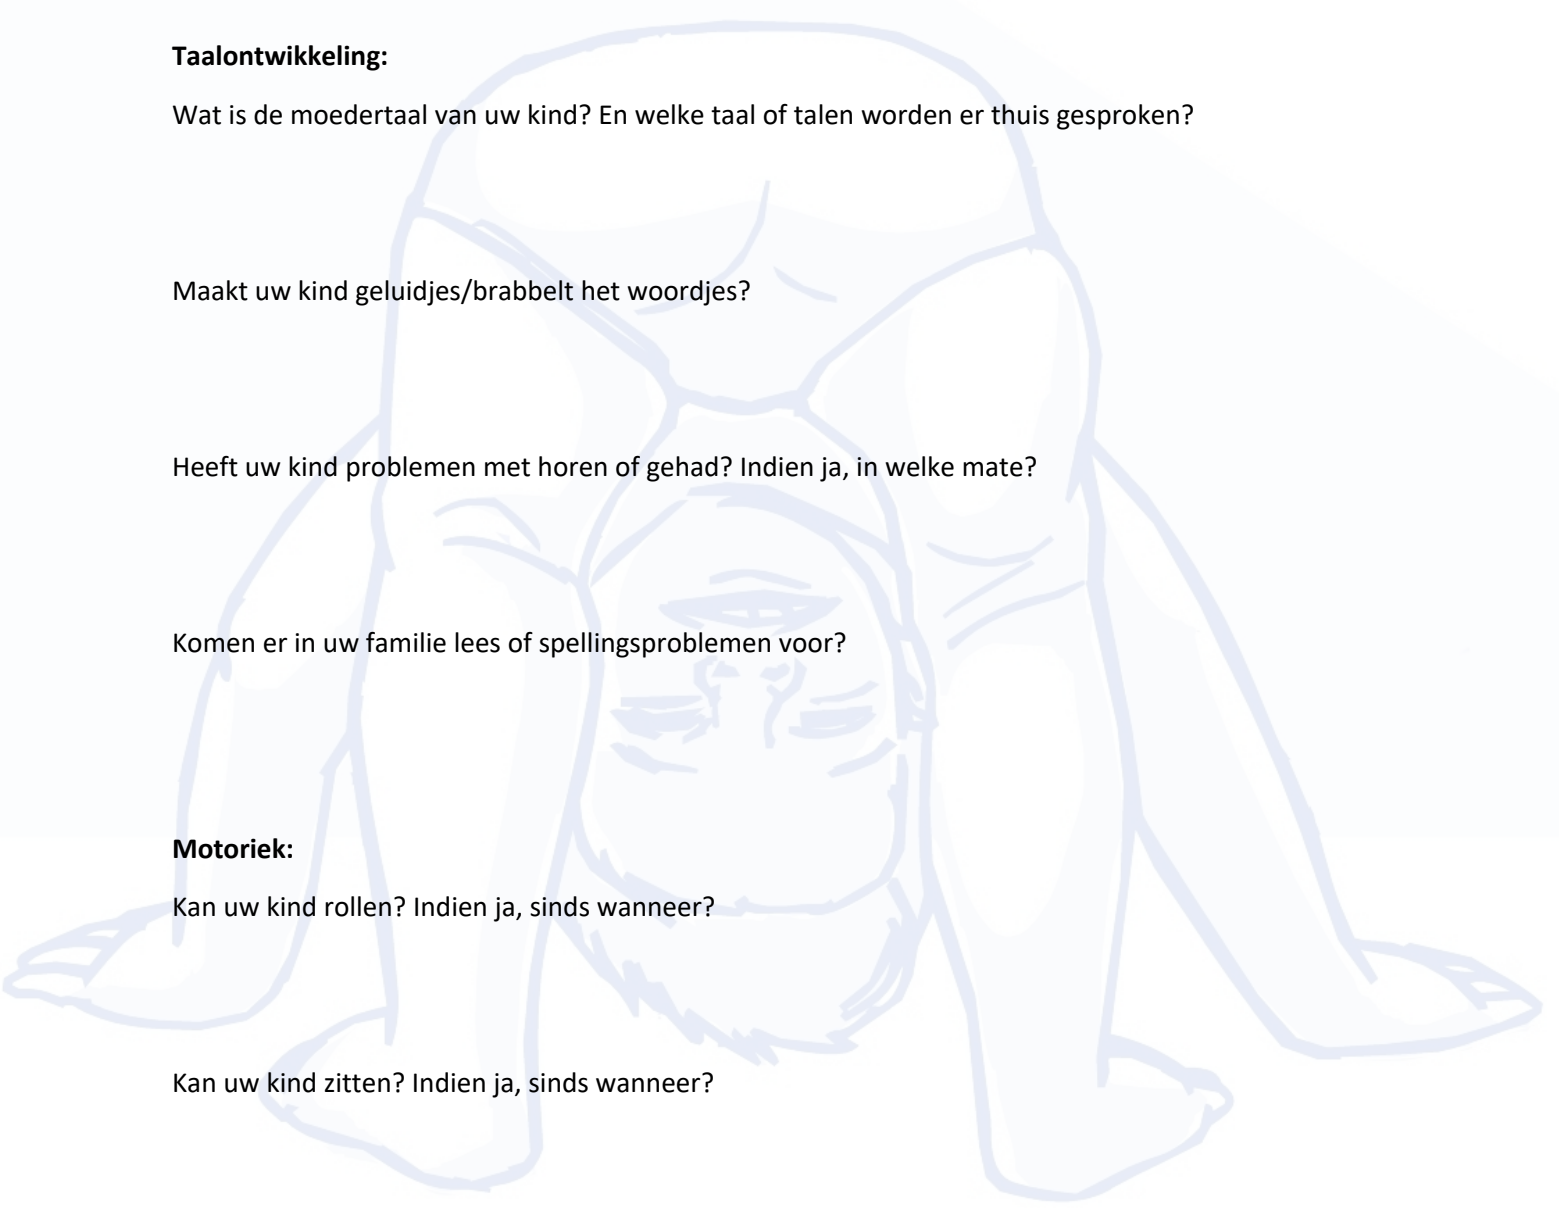 Taalontwikkeling:
Wat is de moedertaal van uw kind? En welke taal of talen worden er thuis gesproken?
Maakt uw kind geluidjes/brabbelt het woordjes?
Heeft uw kind problemen met horen of gehad? Indien ja, in welke mate?
Komen er in uw familie lees of spellingsproblemen voor?
Motoriek:
Kan uw kind rollen? Indien ja, sinds wanneer?
Kan uw kind zitten? Indien ja, sinds wanneer?